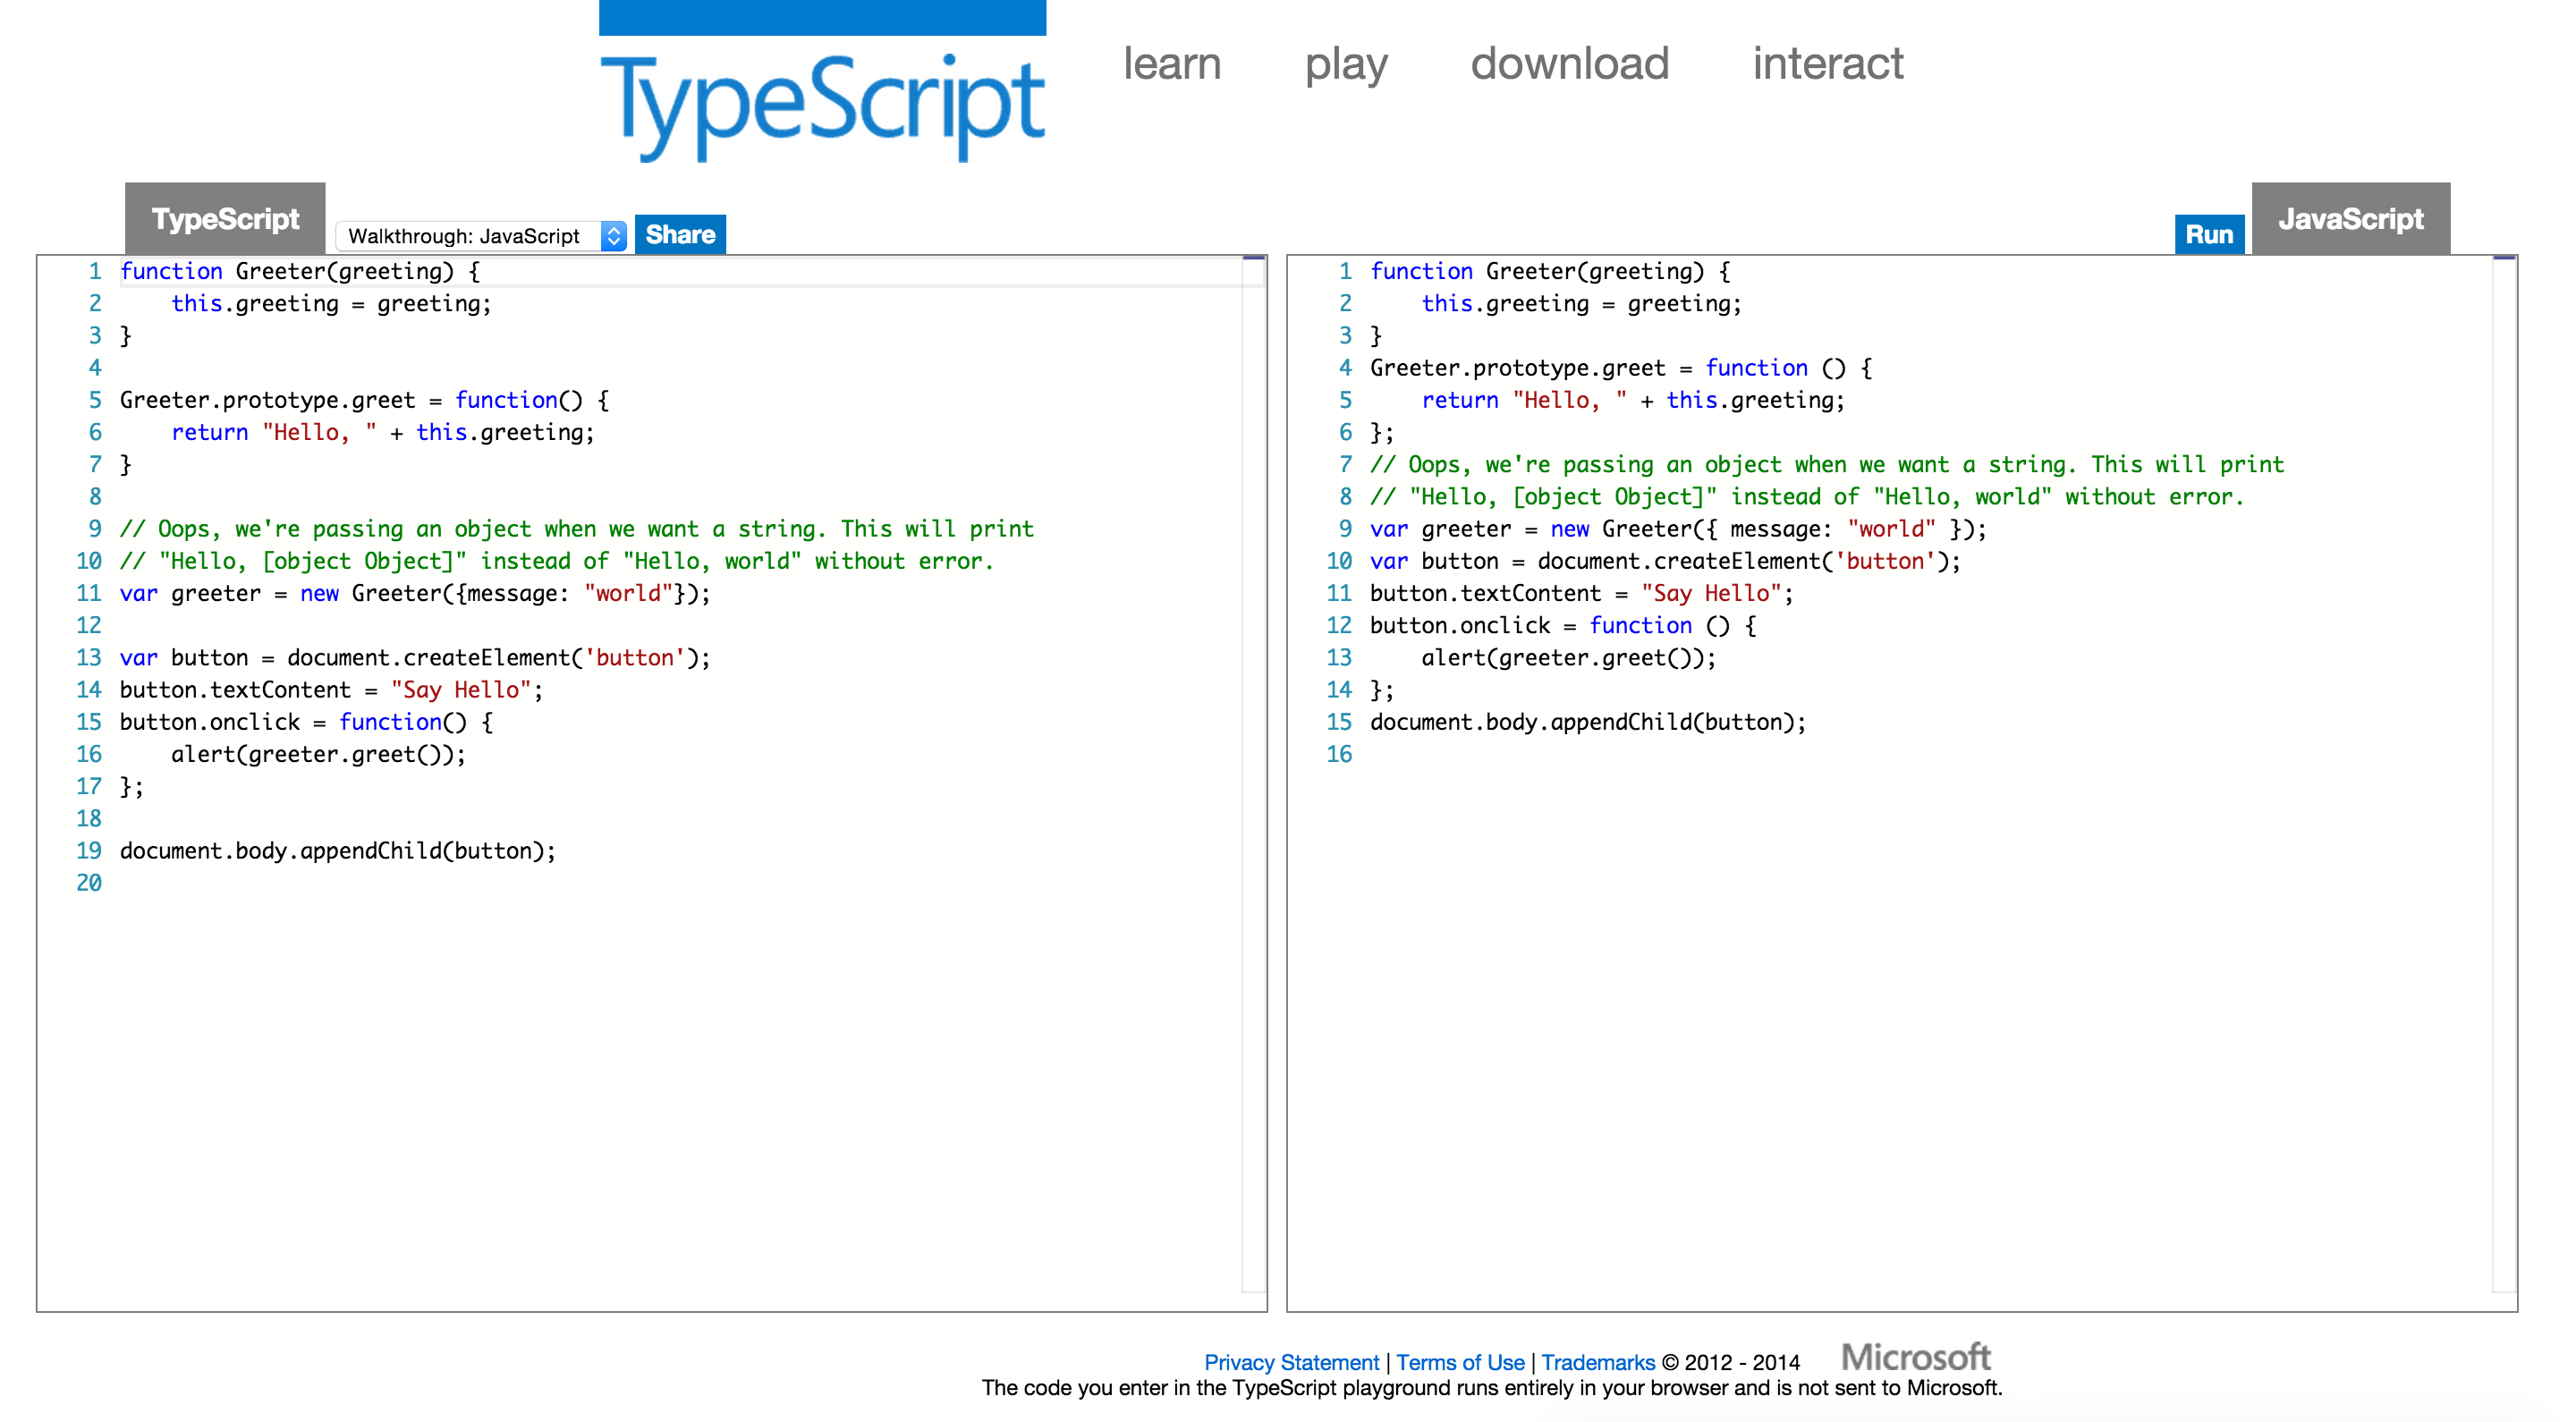 TypeScript
learn play download interact
TypeScript
Walkthrough: JavaScript
Share
1 function Greeter(greeting) {
2     this.greeting = greeting;
3 }
4
5 Greeter.prototype.greet = function() {
6     return "Hello, " + this.greeting;
7 }
8
9 // Oops, we're passing an object when we want a string. This will print
10 // "Hello, [object Object]" instead of "Hello, world" without error.
11 var greeter = new Greeter({message: "world"});
12
13 var button = document.createElement('button');
14 button.textContent = "Say Hello";
15 button.onclick = function() {
16     alert(greeter.greet());
17 };
18
19 document.body.appendChild(button);
20
Run
JavaScript
1 function Greeter(greeting) {
2     this.greeting = greeting;
3 }
4 Greeter.prototype.greet = function () {
5     return "Hello, " + this.greeting;
6 };
7 // Oops, we're passing an object when we want a string. This will print
8 // "Hello, [object Object]" instead of "Hello, world" without error.
9 var greeter = new Greeter({ message: "world" });
10 var button = document.createElement('button');
11 button.textContent = "Say Hello";
12 button.onclick = function () {
13     alert(greeter.greet());
14 };
15 document.body.appendChild(button);
16
Privacy Statement | Terms of Use | Trademarks © 2012 - 2014 Microsoft
The code you enter in the TypeScript playground runs entirely in your browser and is not sent to Microsoft.